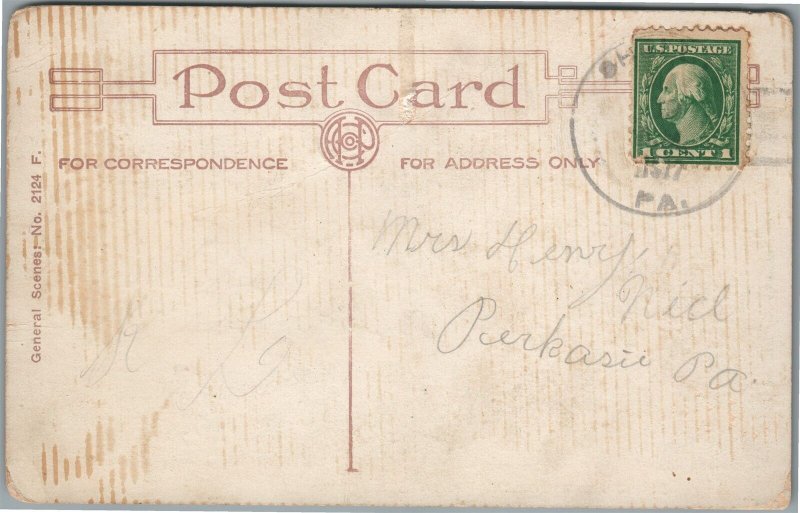 U.S. POSTAGE
1 CENT 1
Post Card
FOR CORRESPONDENCE
FOR ADDRESS ONLY
General Scenes:—No. 2124 F.
PA.
Mrs Henry
Perkasie Pa